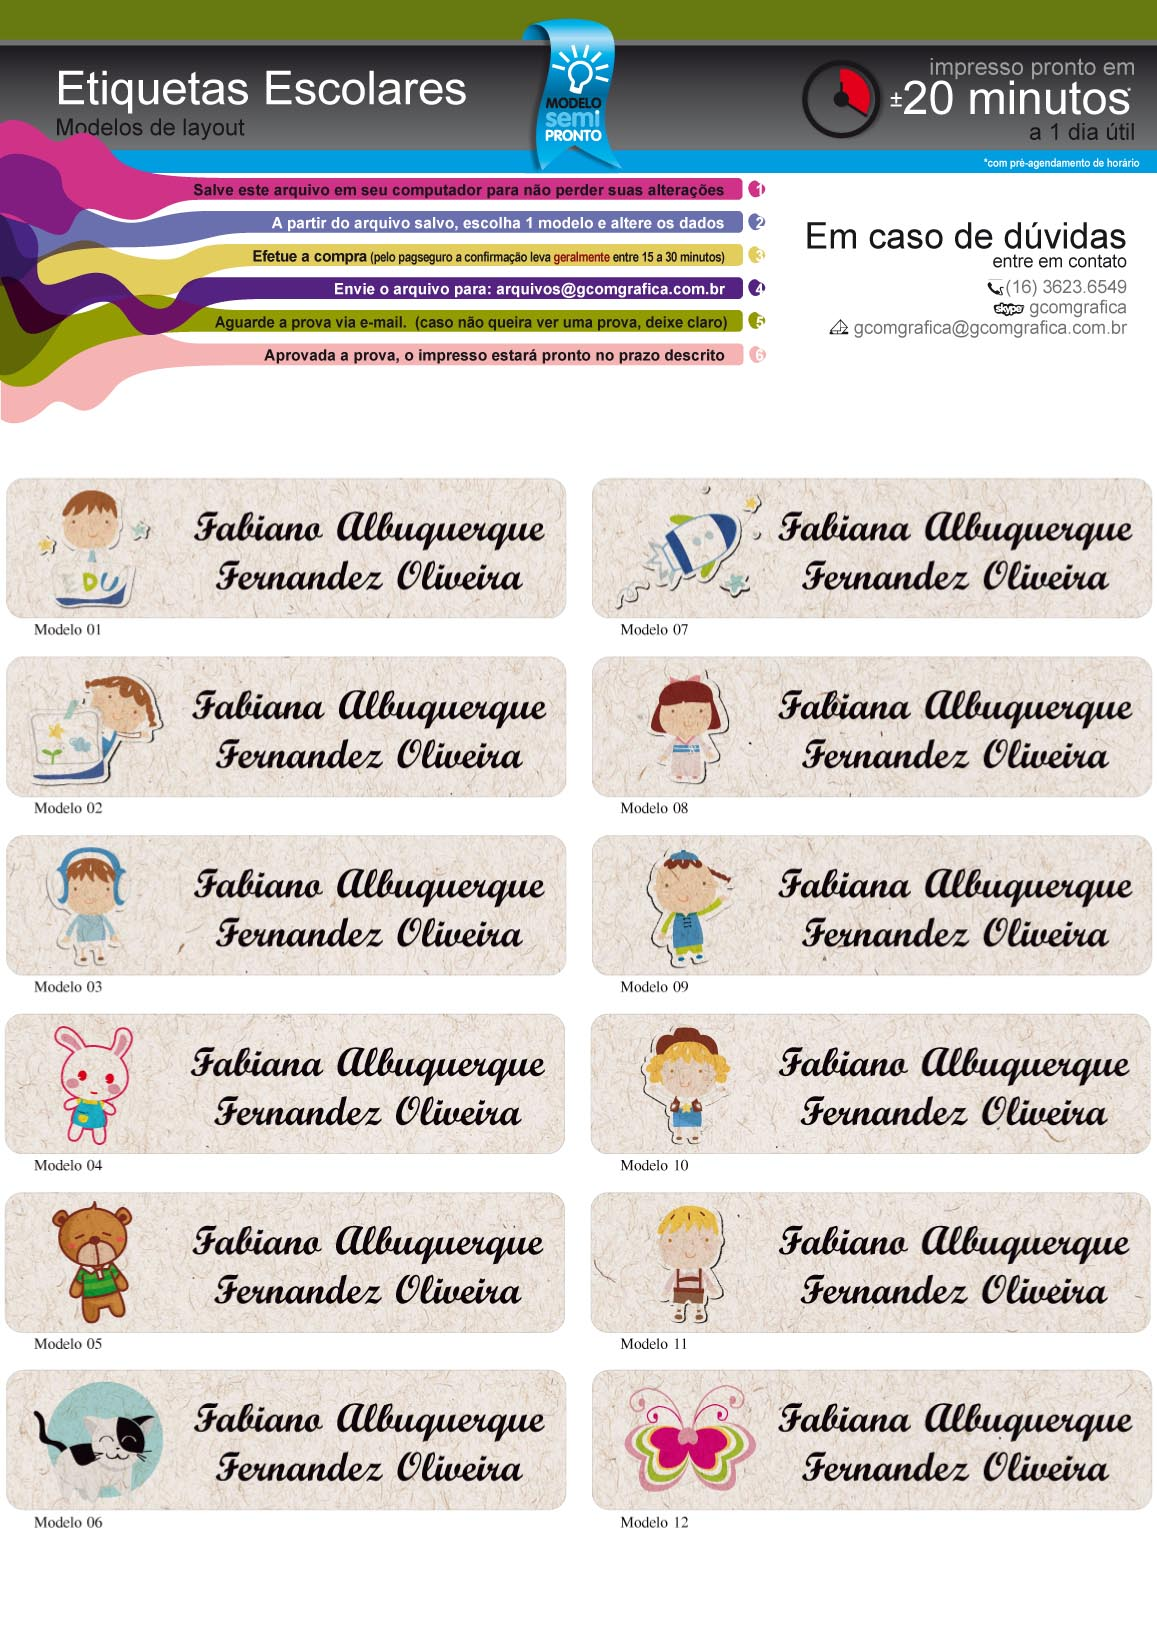 Etiquetas Escolares
Modelos de layout
MODELO
semi
PRONTO
impresso pronto em
±20 minutos*
a 1 dia útil
*com pré-agendamento de horário
Salve este arquivo em seu computador para não perder suas alterações 1
A partir do arquivo salvo, escolha 1 modelo e altere os dados 2
Efetue a compra (pelo pagseguro a confirmação leva geralmente entre 15 a 30 minutos) 3
Envie o arquivo para: arquivos@gcomgrafica.com.br 4
Aguarde a prova via e-mail. (caso não queira ver uma prova, deixe claro) 5
Aprovada a prova, o impresso estará pronto no prazo descrito 6
Em caso de dúvidas
entre em contato
(16) 3623.6549
skype gcomgrafica
gcomgrafica@gcomgrafica.com.br
EDU
Fabiano Albuquerque
Fernandez Oliveira
Modelo 01
Fabiana Albuquerque
Fernandez Oliveira
Modelo 07
Fabiana Albuquerque
Fernandez Oliveira
Modelo 02
Fabiana Albuquerque
Fernandez Oliveira
Modelo 08
Fabiano Albuquerque
Fernandez Oliveira
Modelo 03
Fabiana Albuquerque
Fernandez Oliveira
Modelo 09
Fabiana Albuquerque
Fernandez Oliveira
Modelo 04
Fabiano Albuquerque
Fernandez Oliveira
Modelo 10
Fabiano Albuquerque
Fernandez Oliveira
Modelo 05
Fabiano Albuquerque
Fernandez Oliveira
Modelo 11
Fabiano Albuquerque
Fernandez Oliveira
Modelo 06
Fabiana Albuquerque
Fernandez Oliveira
Modelo 12